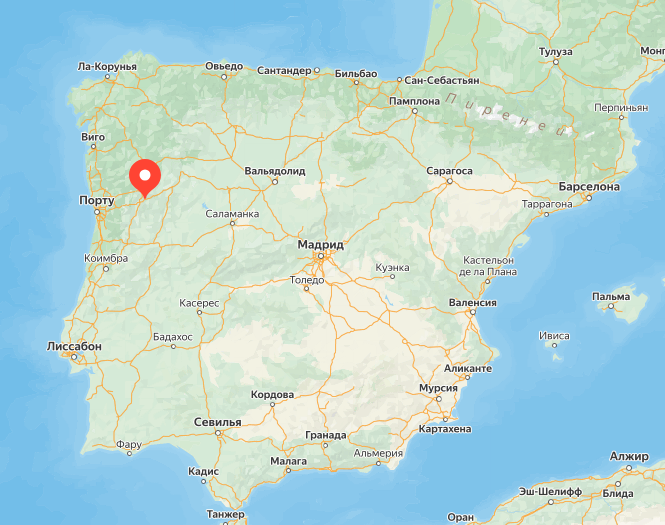 Тулуза
Монп
Ла-Корунья
Овьедо
Сантандер
Бильбао
Сан-Себастьян
Памплона
Пиренеи
Перпиньян
Виго
Вальядолид
Сарагоса
Барселона
Порту
Саламанка
Таррагона
Мадрид
Коимбра
Куэнка
Кастельон
де ла Плана
Толедо
Касерес
Валенсия
Пальма
Бадахос
Ивиса
Лиссабон
Аликанте
Мурсия
Кордова
Севилья
Картахена
Гранада
Фару
Альмерия
Малага
Алжир
Кадис
Эш-Шелифф
Блида
Танжер
Оран